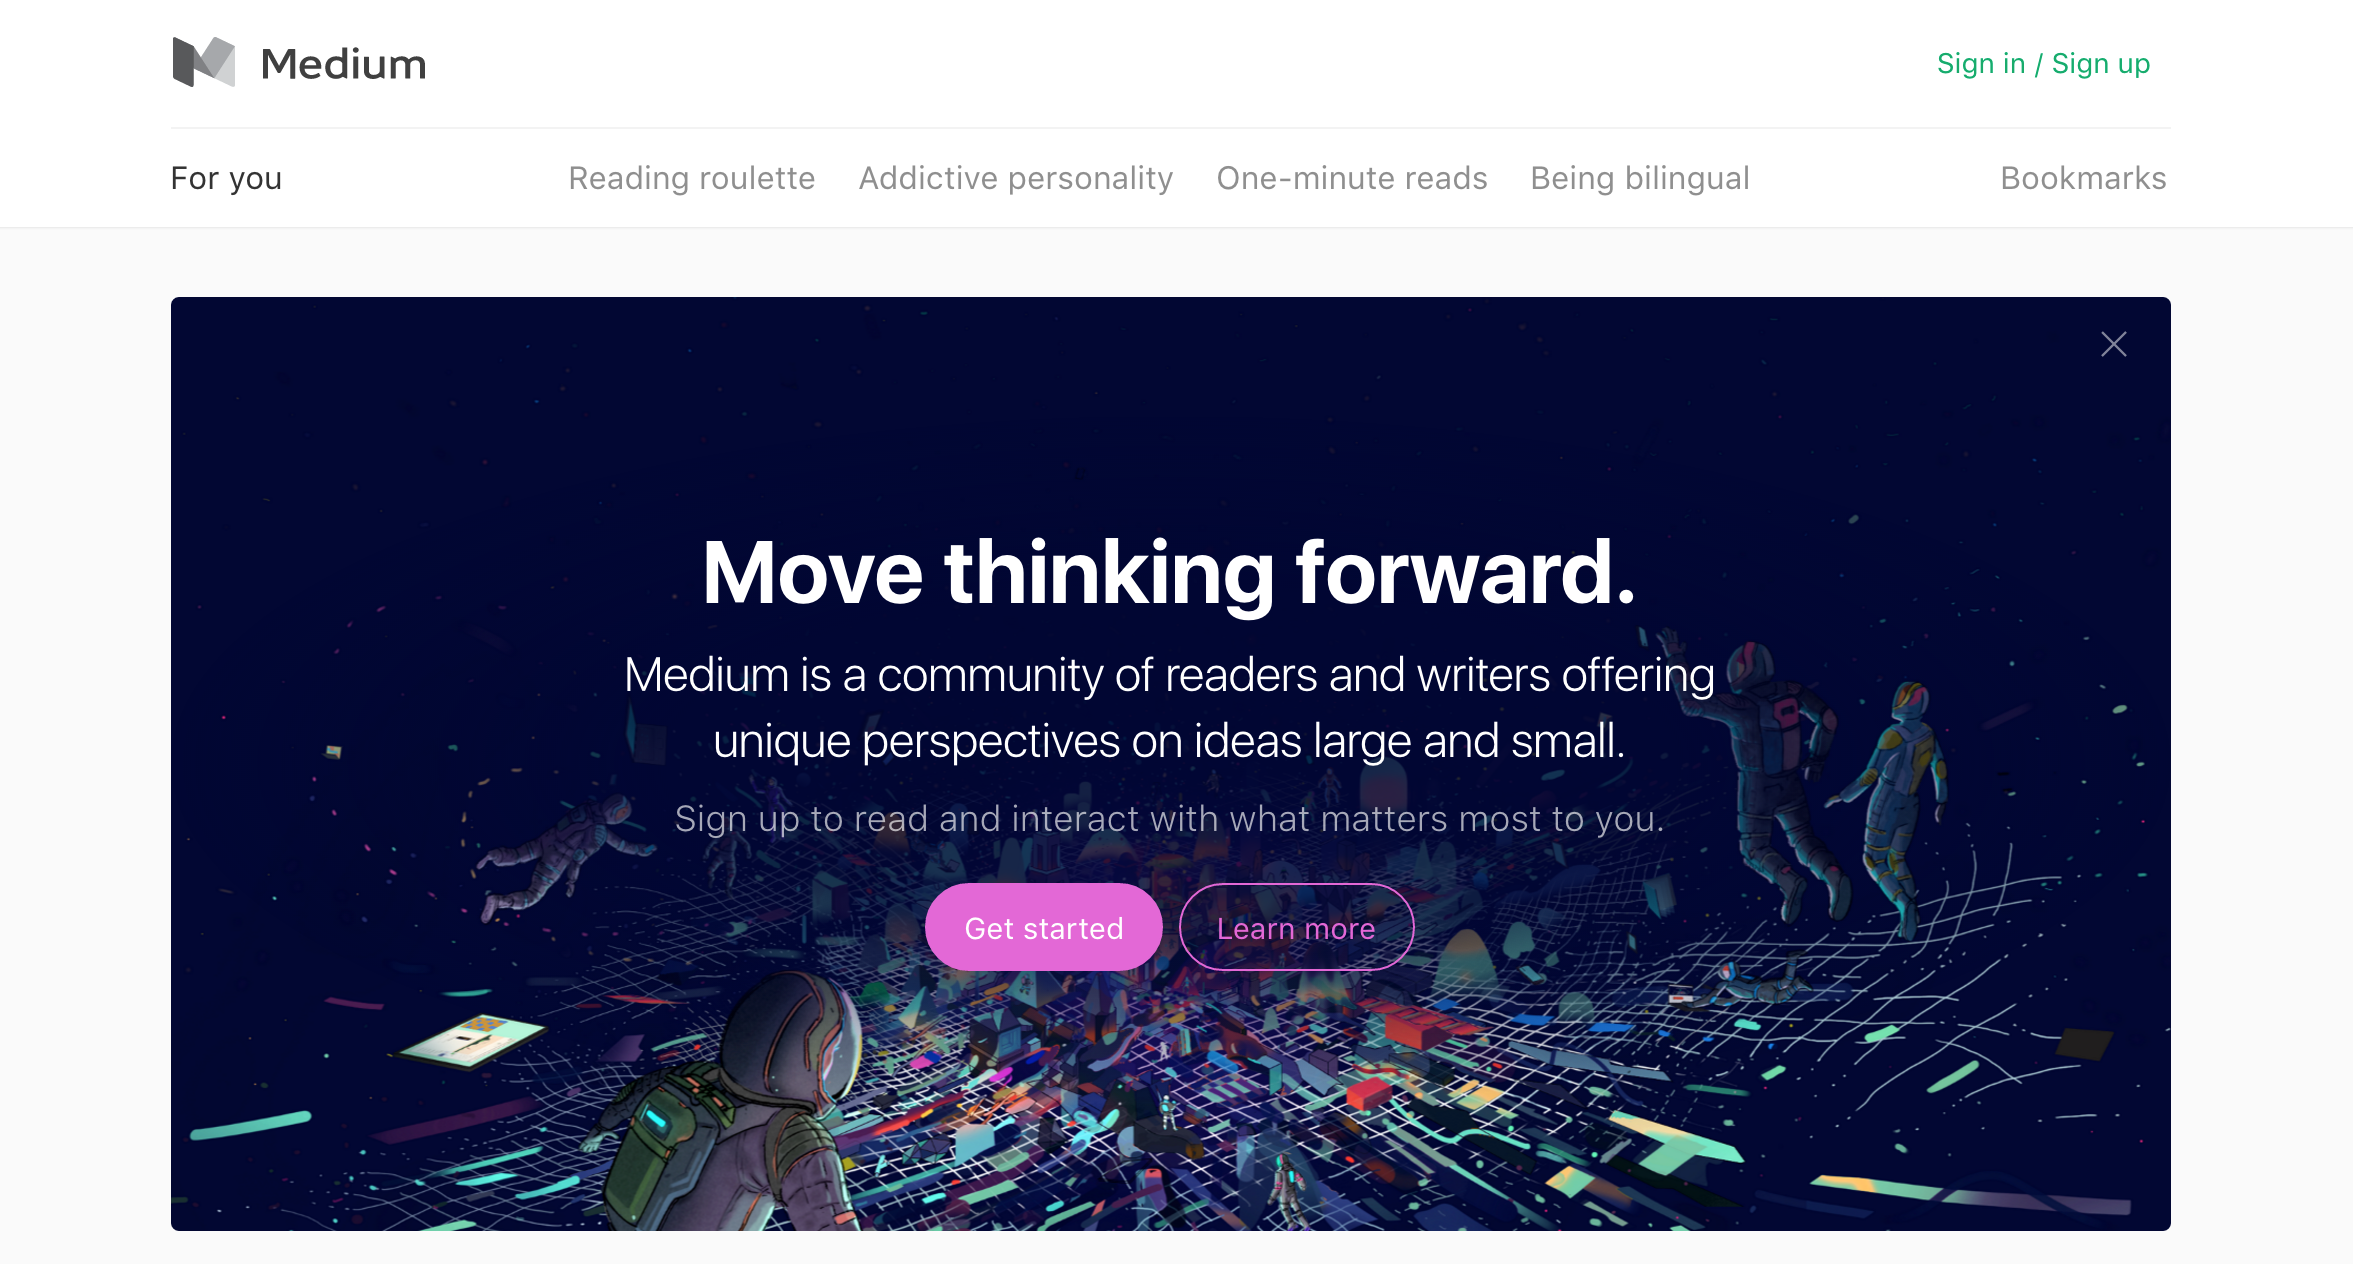 Medium
Sign in / Sign up
For you
Reading roulette
Addictive personality
One-minute reads
Being bilingual
Bookmarks
Move thinking forward.
Medium is a community of readers and writers offering
unique perspectives on ideas large and small.
Sign up to read and interact with what matters most to you.
Get started
Learn more